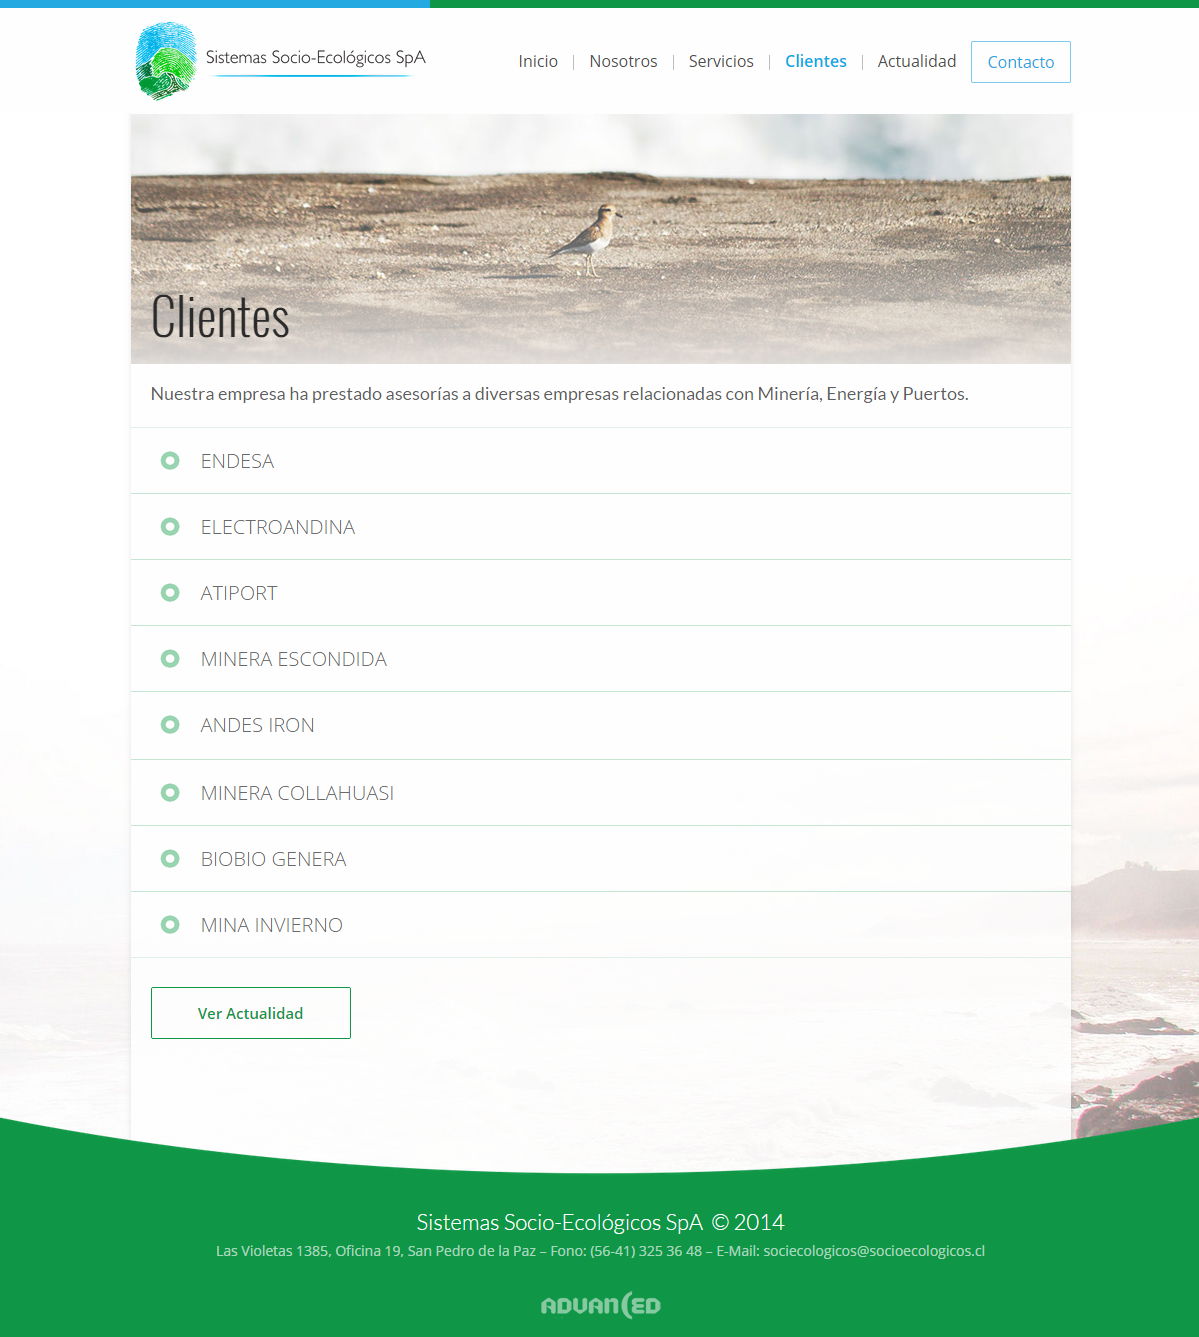 Sistemas Socio-Ecológicos SpA
Inicio
Nosotros
Servicios
Clientes
Actualidad
Contacto
Clientes
Nuestra empresa ha prestado asesorías a diversas empresas relacionadas con Minería, Energía y Puertos.
ENDESA
ELECTROANDINA
ATIPORT
MINERA ESCONDIDA
ANDES IRON
MINERA COLLAHUASI
BIOBIO GENERA
MINA INVIERNO
Ver Actualidad
Sistemas Socio-Ecológicos SpA © 2014
Las Violetas 1385, Oficina 19, San Pedro de la Paz – Fono: (56-41) 325 36 48 – E-Mail: sociecologicos@socioecologicos.cl
ADVANCED